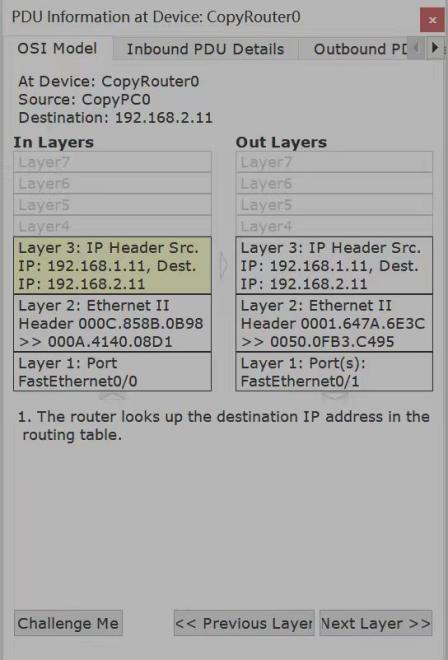 PDU Information at Device: CopyRouter0
OSI Model Inbound PDU Details Outbound PD
At Device: CopyRouter0
Source: CopyPC0
Destination: 192.168.2.11
In Layers
Layer7
Layer6
Layer5
Layer4
Layer 3: IP Header Src.
IP: 192.168.1.11, Dest.
IP: 192.168.2.11
Layer 2: Ethernet II
Header 000C.858B.0B98
>> 000A.4140.08D1
Layer 1: Port
FastEthernet0/0
Out Layers
Layer7
Layer6
Layer5
Layer4
Layer 3: IP Header Src.
IP: 192.168.1.11, Dest.
IP: 192.168.2.11
Layer 2: Ethernet II
Header 0001.647A.6E3C
>> 0050.0FB3.C495
Layer 1: Port(s):
FastEthernet0/1
1. The router looks up the destination IP address in the
routing table.
Challenge Me << Previous Layer Next Layer >>